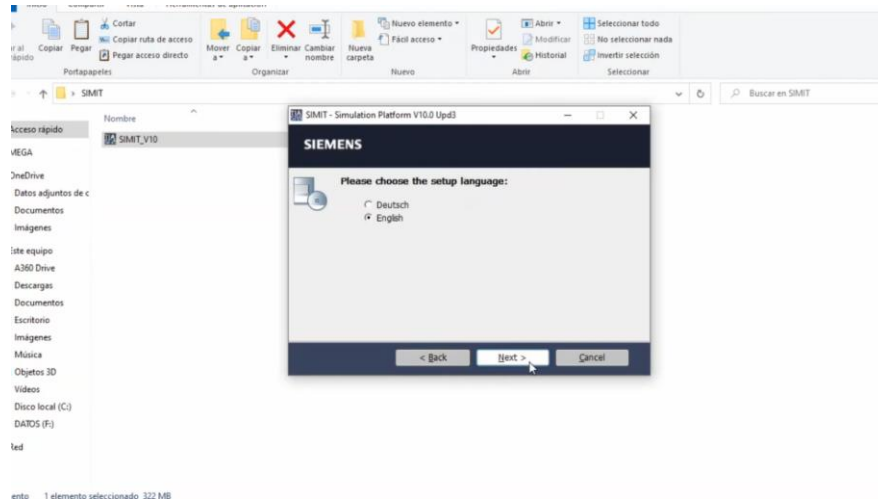 Cortar
Copiar ruta de acceso
Pegar acceso directo
Copiar
Pegar
Portapapeles
Mover a
Copiar a
Eliminar
Cambiar nombre
Organizar
Nueva carpeta
Nuevo elemento
Fácil acceso
Nuevo
Propiedades
Abrir
Modificar
Historial
Abrir
Seleccionar todo
No seleccionar nada
Invertir selección
Seleccionar
SIMIT
Buscar en SIMIT
Nombre
SIMIT_V10
Acceso rápido
MEGA
OneDrive
Datos adjuntos de c
Documentos
Imágenes
Este equipo
A360 Drive
Descargas
Documentos
Escritorio
Imágenes
Música
Objetos 3D
Vídeos
Disco local (C:)
DATOS (F:)
Red
SIMIT - Simulation Platform V10.0 Upd3
SIEMENS
Please choose the setup language:
Deutsch
English
< Back
Next >
Cancel
1 elemento seleccionado 322 MB